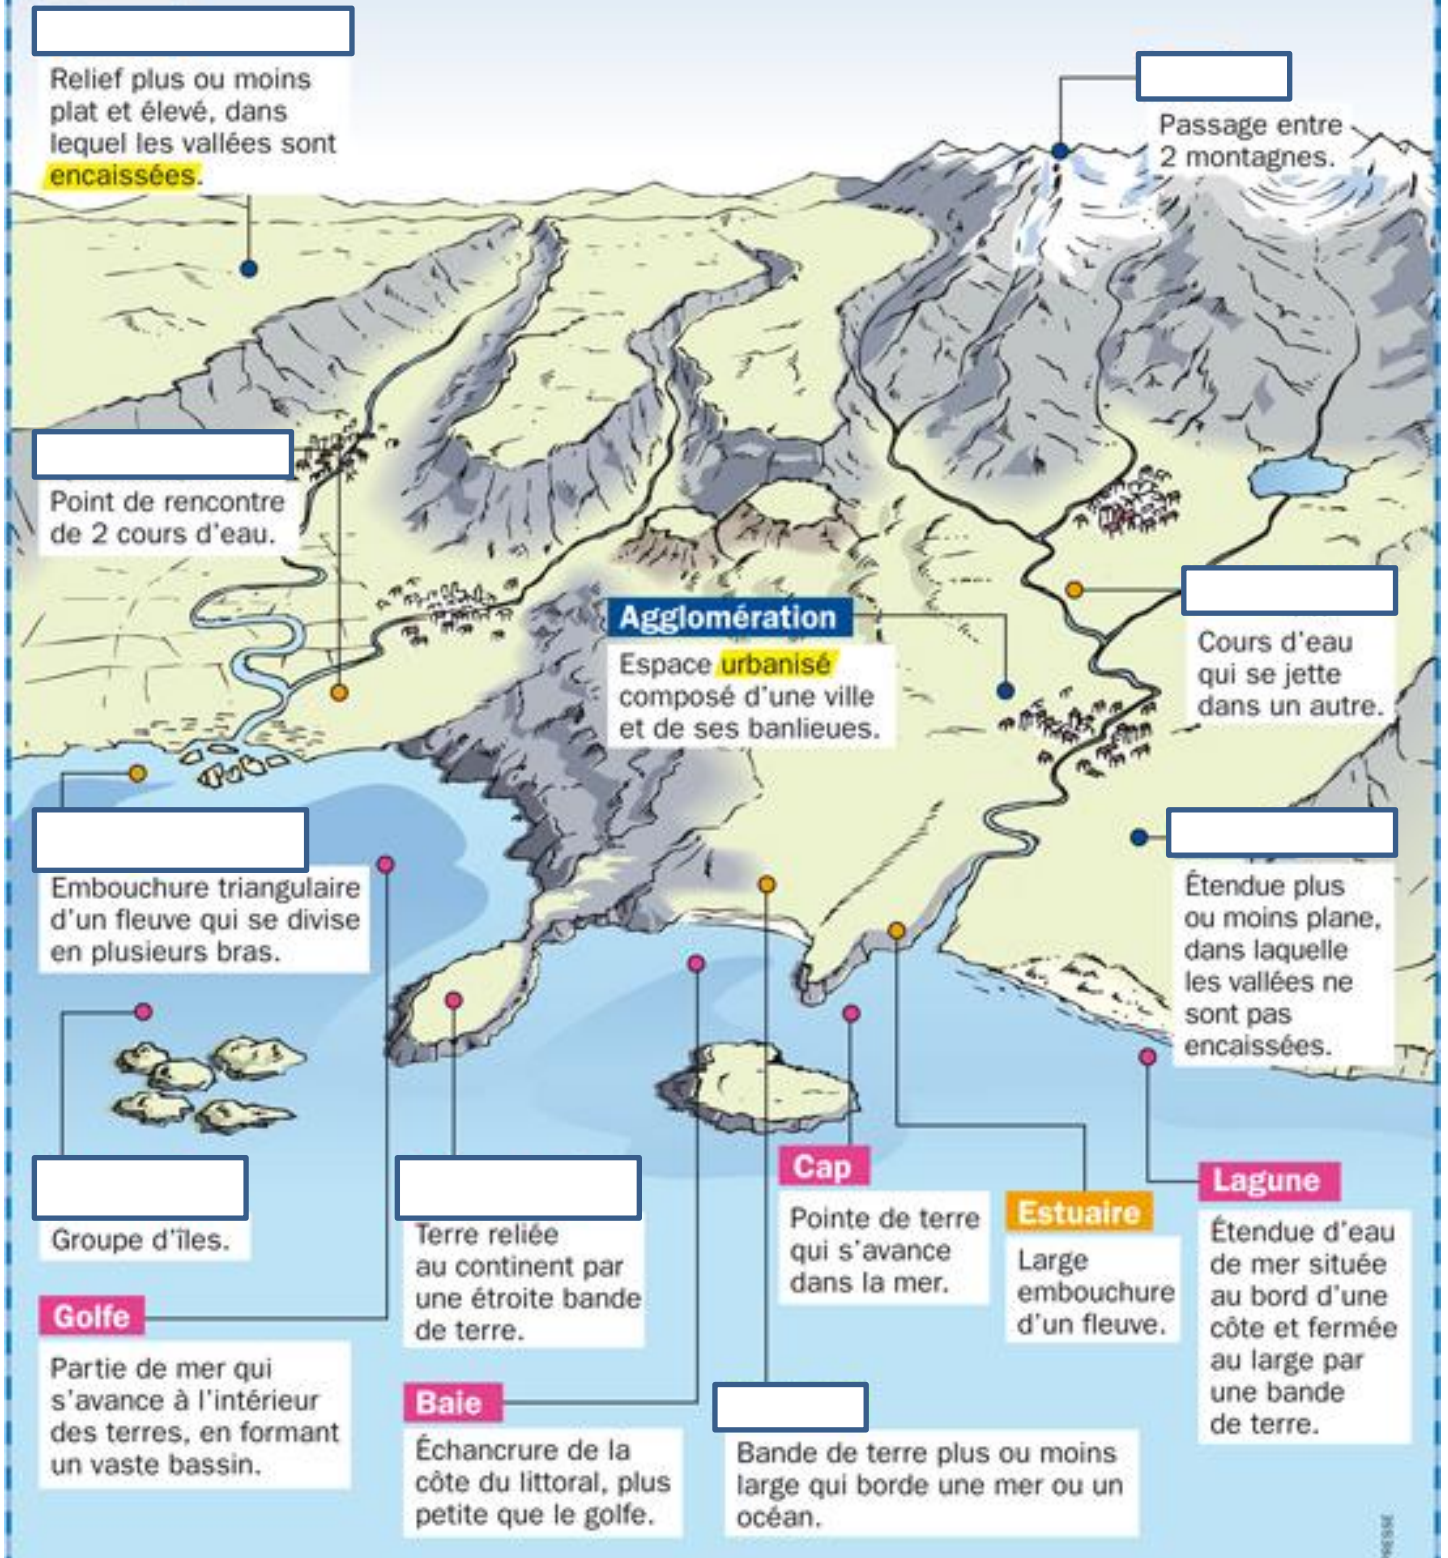 Relief plus ou moins
plat et élevé, dans
lequel les vallées sont
encaissées.
Passage entre
2 montagnes.
Point de rencontre
de 2 cours d'eau.
Agglomération
Espace urbanisé
composé d'une ville
et de ses banlieues.
Cours d'eau
qui se jette
dans un autre.
Embouchure triangulaire
d'un fleuve qui se divise
en plusieurs bras.
Étendue plus
ou moins plane,
dans laquelle
les vallées ne
sont pas
encaissées.
Groupe d'îles.
Terre reliée
au continent par
une étroite bande
de terre.
Cap
Pointe de terre
qui s'avance
dans la mer.
Estuaire
Large
embouchure
d'un fleuve.
Lagune
Étendue d'eau
de mer située
au bord d'une
côte et fermée
au large par
une bande
de terre.
Golfe
Partie de mer qui
s'avance à l'intérieur
des terres, en formant
un vaste bassin.
Baie
Échancrure de la
côte du littoral, plus
petite que le golfe.
Bande de terre plus ou moins
large qui borde une mer ou un
océan.